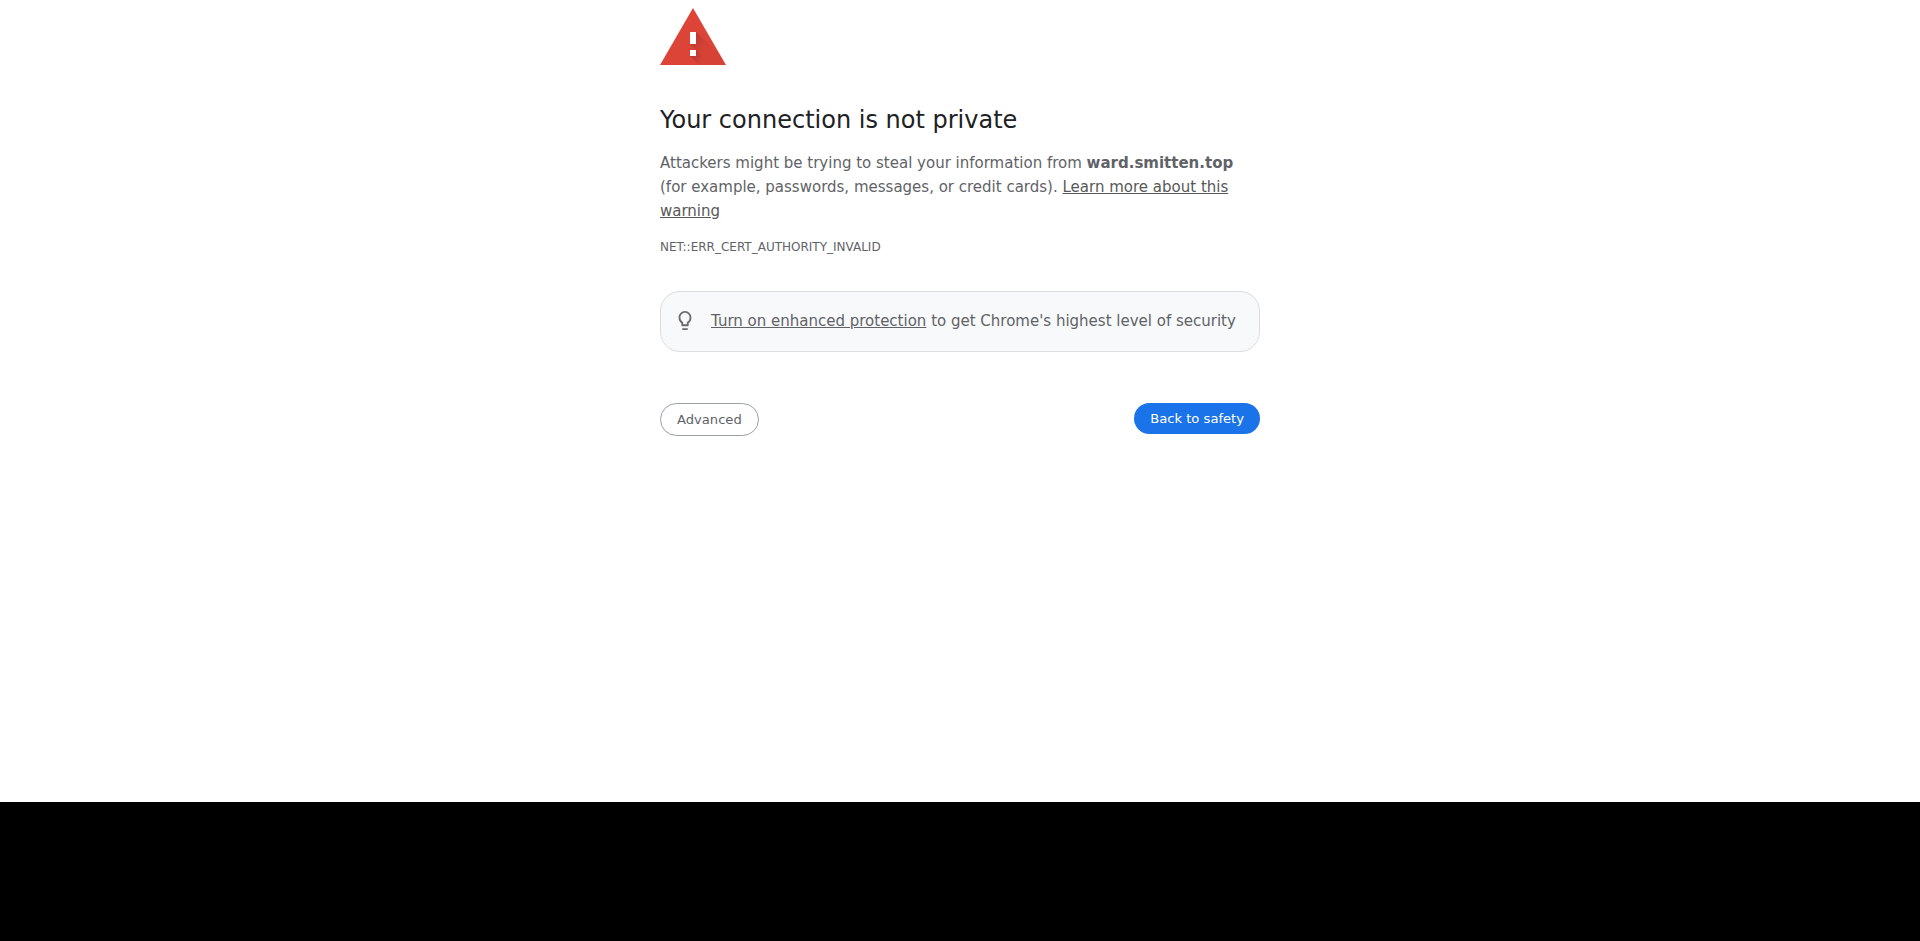 Your connection is not private
Attackers might be trying to steal your information from ward.smitten.top
(for example, passwords, messages, or credit cards). Learn more about this
warning
NET::ERR_CERT_AUTHORITY_INVALID
Turn on enhanced protection to get Chrome's highest level of security
Advanced
Back to safety